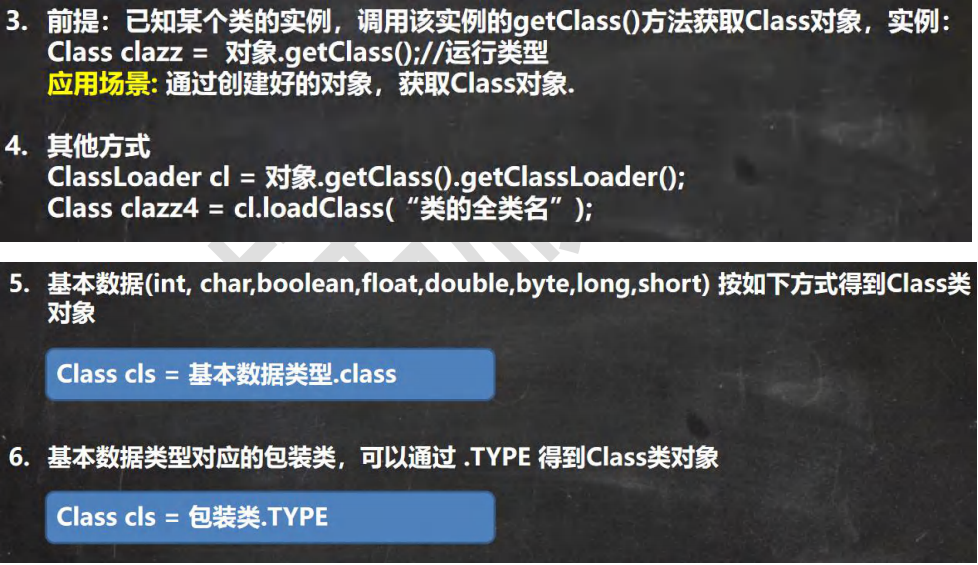 3. 前提：已知某个类的实例，调用该实例的getClass()方法获取Class对象，实例：
Class clazz = 对象.getClass();//运行类型
应用场景: 通过创建好的对象，获取Class对象.
4. 其他方式
ClassLoader cl = 对象.getClass().getClassLoader();
Class clazz4 = cl.loadClass( “类的全类名” );
5. 基本数据(int, char,boolean,float,double,byte,long,short) 按如下方式得到Class类
对象
Class cls = 基本数据类型.class
6. 基本数据类型对应的包装类，可以通过 .TYPE 得到Class类对象
Class cls = 包装类.TYPE